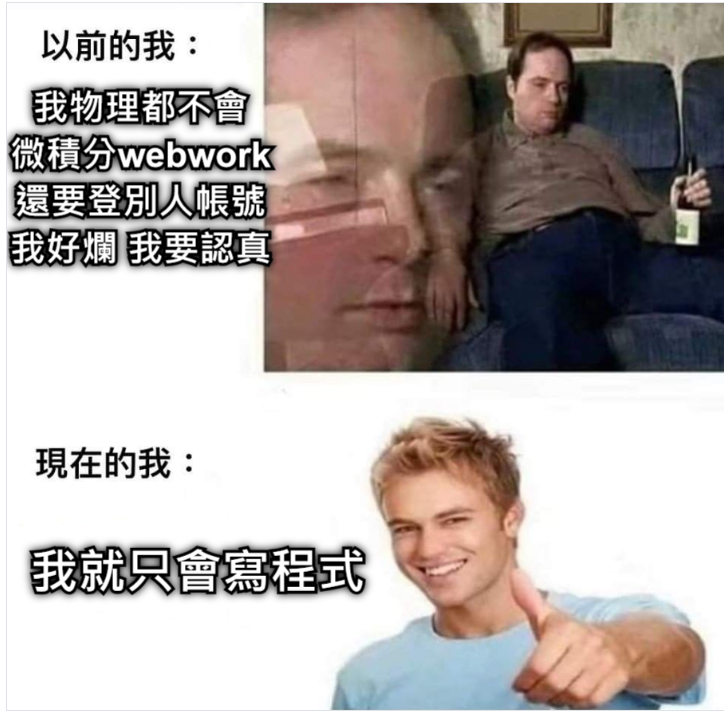 以前的我：
我物理都不會
微積分webwork
還要登別人帳號
我好爛 我要認真
現在的我：
我就只會寫程式